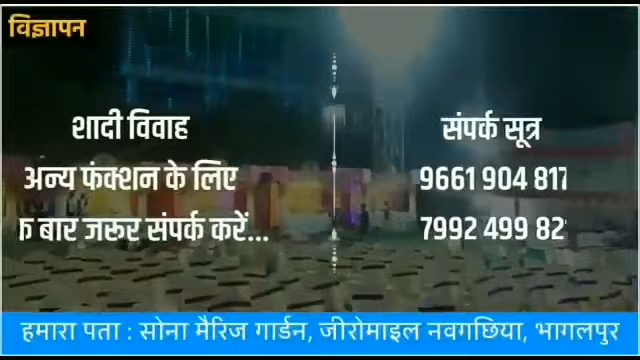 विज्ञापन
शादी विवाह
अन्य फंक्शन के लिए
बार जरूर संपर्क करें...
संपर्क सूत्र
9661 904 817
7992 499 82
हमारा पता : सोना मैरिज गार्डन, जीरोमाइल नवगछिया, भागलपुर